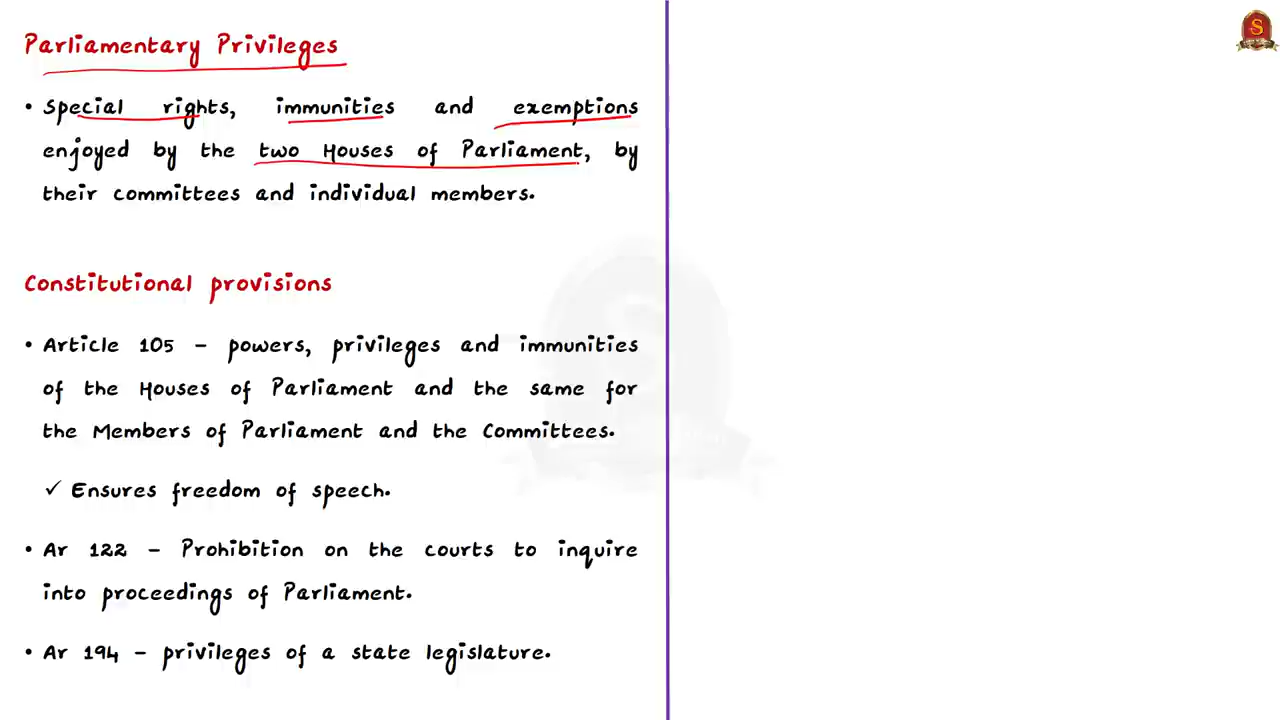 Parliamentary Privileges
• Special rights, immunities and exemptions
enjoyed by the two Houses of Parliament, by
their committees and individual members.
Constitutional provisions
• Article 105 – powers, privileges and immunities
of the Houses of Parliament and the same for
the Members of Parliament and the Committees.
✓ Ensures freedom of speech.
• Ar 122 – Prohibition on the courts to inquire
into proceedings of Parliament.
• Ar 194 – privileges of a state legislature.